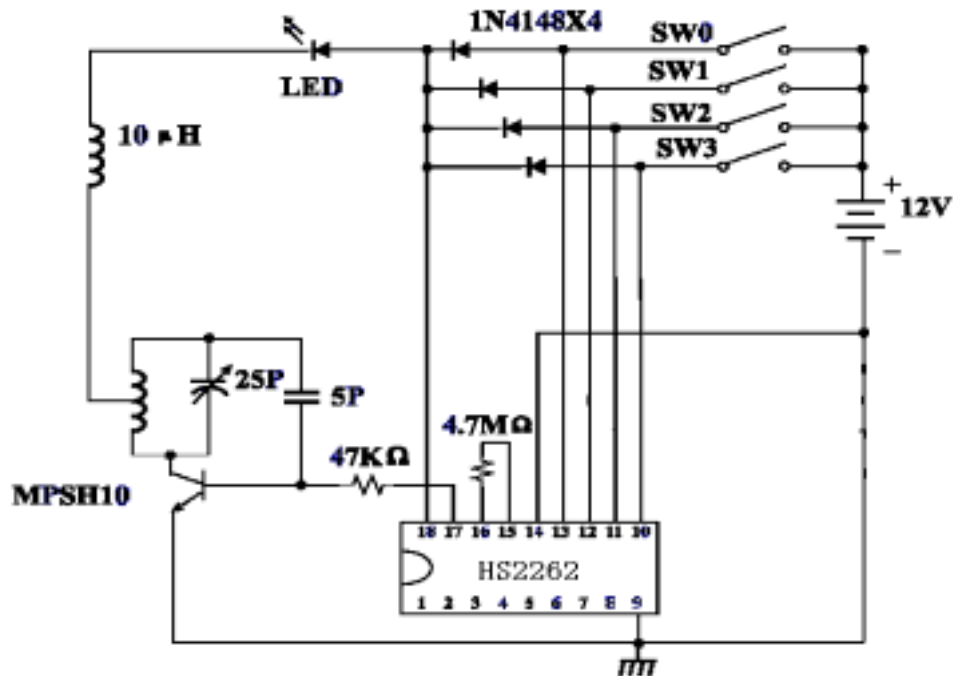 1N4148X4
SW0
LED
SW1
10 μH
SW2
SW3
+
12V
−
25P
5P
4.7MΩ
47KΩ
MPSH10
18 17 16 15 14 13 12 11 10
HS2262
1 2 3 4 5 6 7 8 9